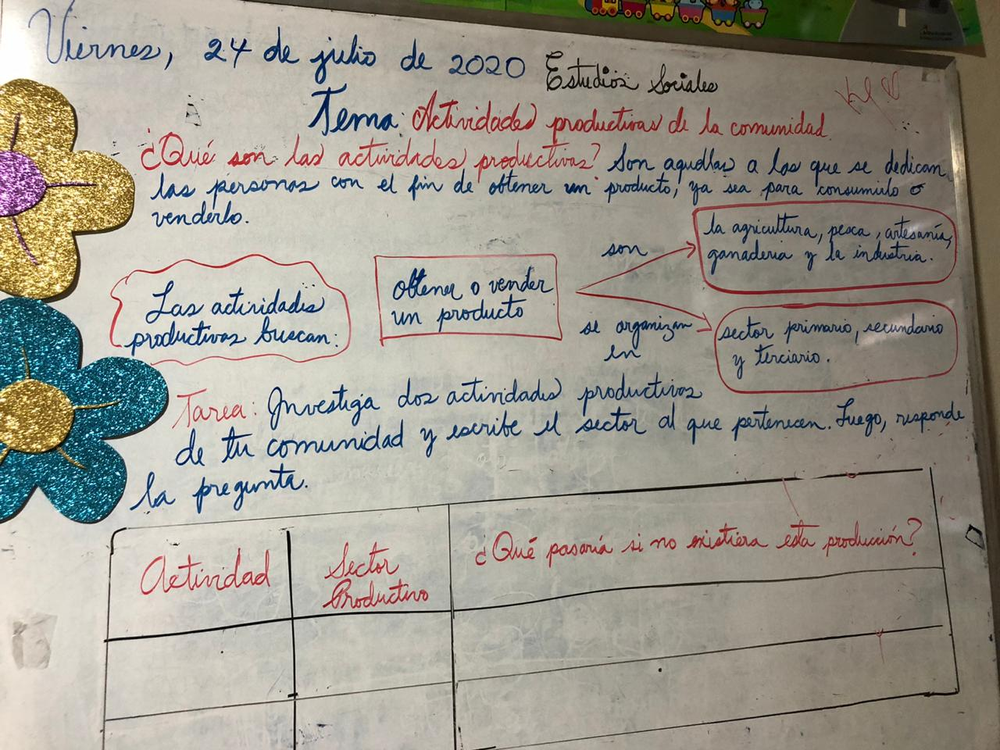 Viernes, 24 de julio de 2020
Estudios Sociales
Tema: Actividades productivas de la comunidad
¿Qué son las actividades productivas? Son aquellas a las que se dedican
las personas con el fin de obtener un producto, ya sea para consumirlo o
venderlo.
Las actividades
productivas buscan:
obtener o vender
un producto
son
la agricultura, pesca, artesanía,
ganaderia y la industria.
se organizan
en
sector primario, secundario
y terciario.
Tarea: Investiga dos actividades productivas
de tu comunidad y escribe el sector al que pertenecen. Luego, responde
la pregunta.
Actividad
Sector
Productivo
¿Qué pasaría si no existiera esta producción?